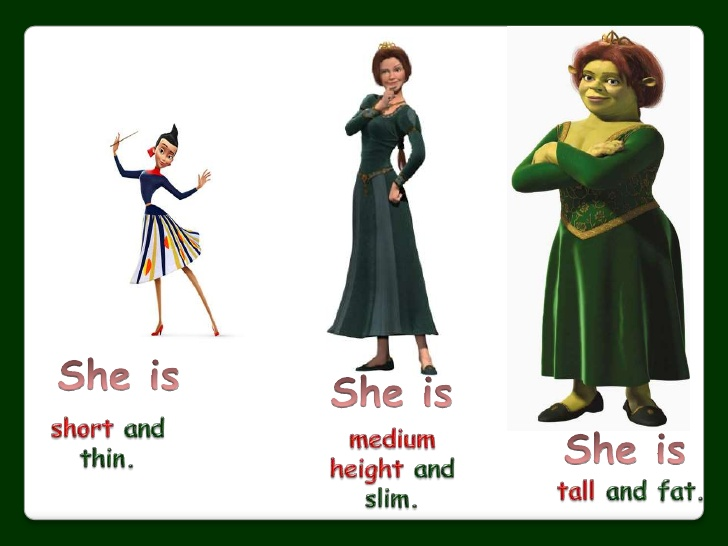 She is
short and
thin.
She is
medium
height and
slim.
She is
tall and fat.